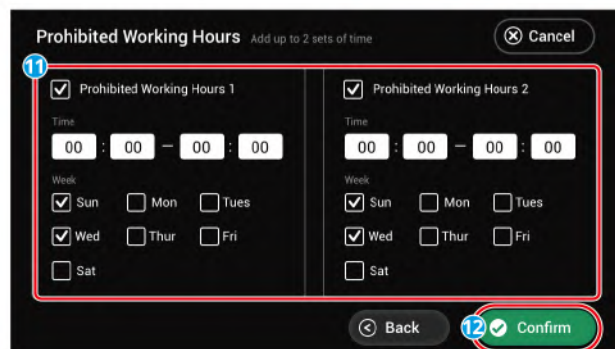 Prohibited Working Hours Add up to 2 sets of time
Cancel
11
Prohibited Working Hours 1
Time
00 : 00 – 00 : 00
Week
Sun Mon Tues
Wed Thur Fri
Sat
Prohibited Working Hours 2
Time
00 : 00 – 00 : 00
Week
Sun Mon Tues
Wed Thur Fri
Sat
Back
12 Confirm